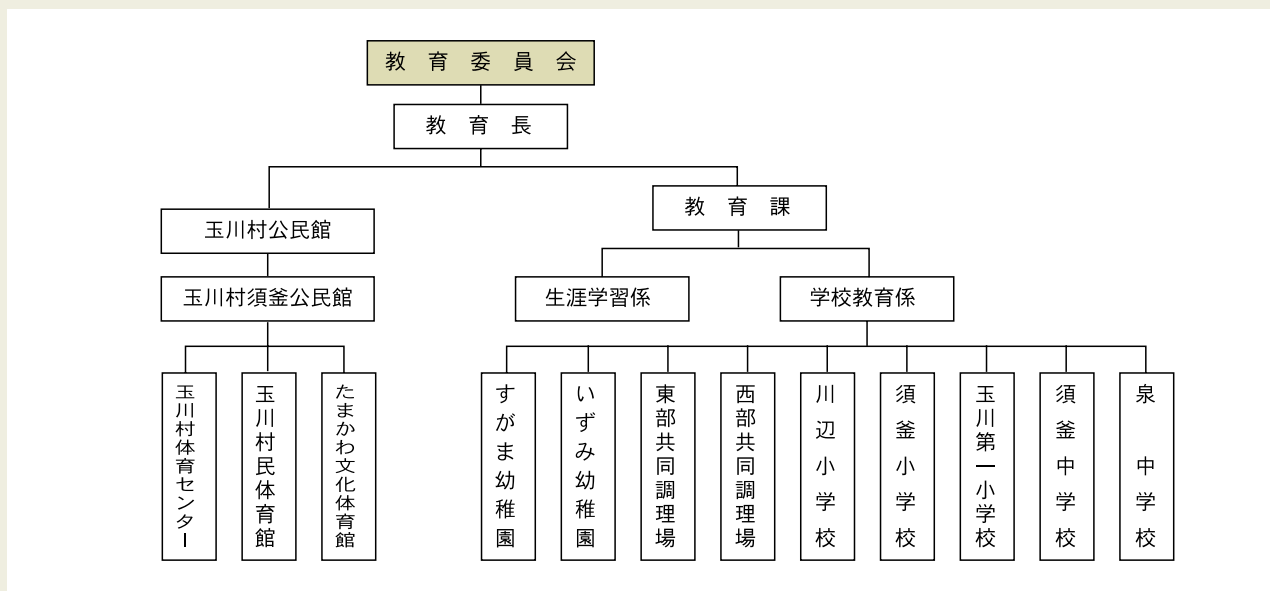 教育委員会
教育長
教育課
玉川村公民館
玉川村須釜公民館
生涯学習係
学校教育係
玉川村体育センター
玉川村民体育館
たまかわ文化体育館
すがま幼稚園
いずみ幼稚園
東部共同調理場
西部共同調理場
川辺小学校
須釜小学校
玉川第一小学校
須釜中学校
泉中学校